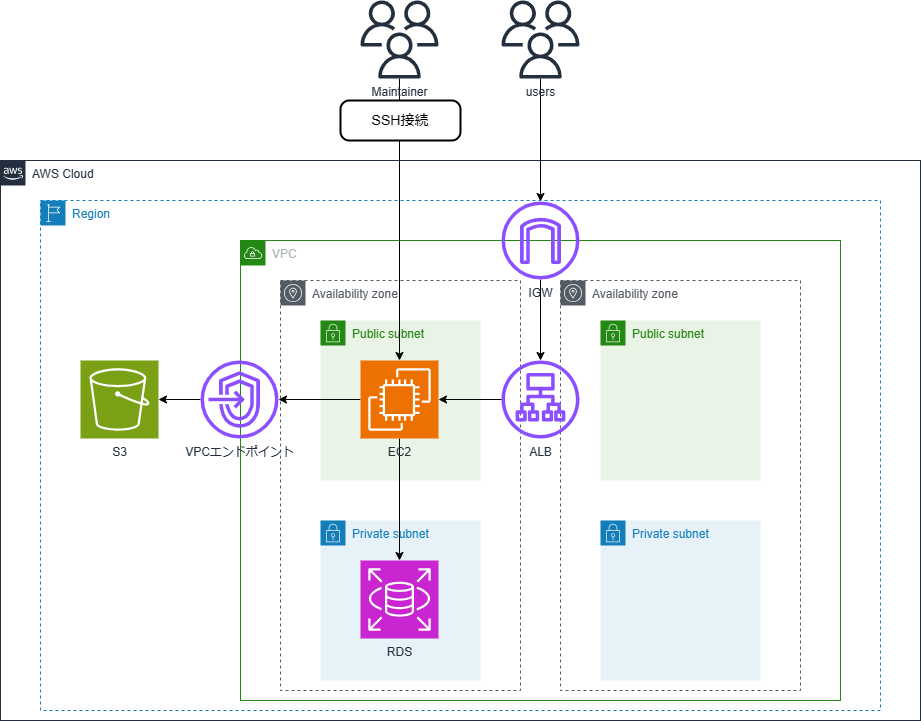 Maintainer
users
SSH接続
aws
AWS Cloud
Region
VPC
IGW
Availability zone
Availability zone
Public subnet
Public subnet
S3
VPCエンドポイント
EC2
ALB
Private subnet
Private subnet
RDS